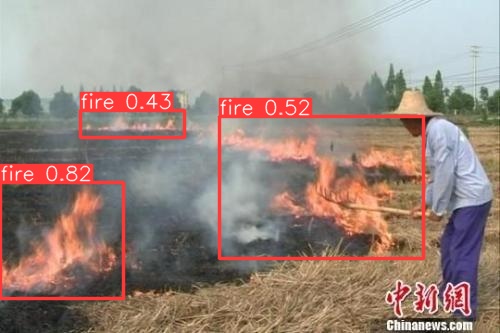 fire 0.43
fire 0.52
fire 0.82
中新网
Chinanews.com